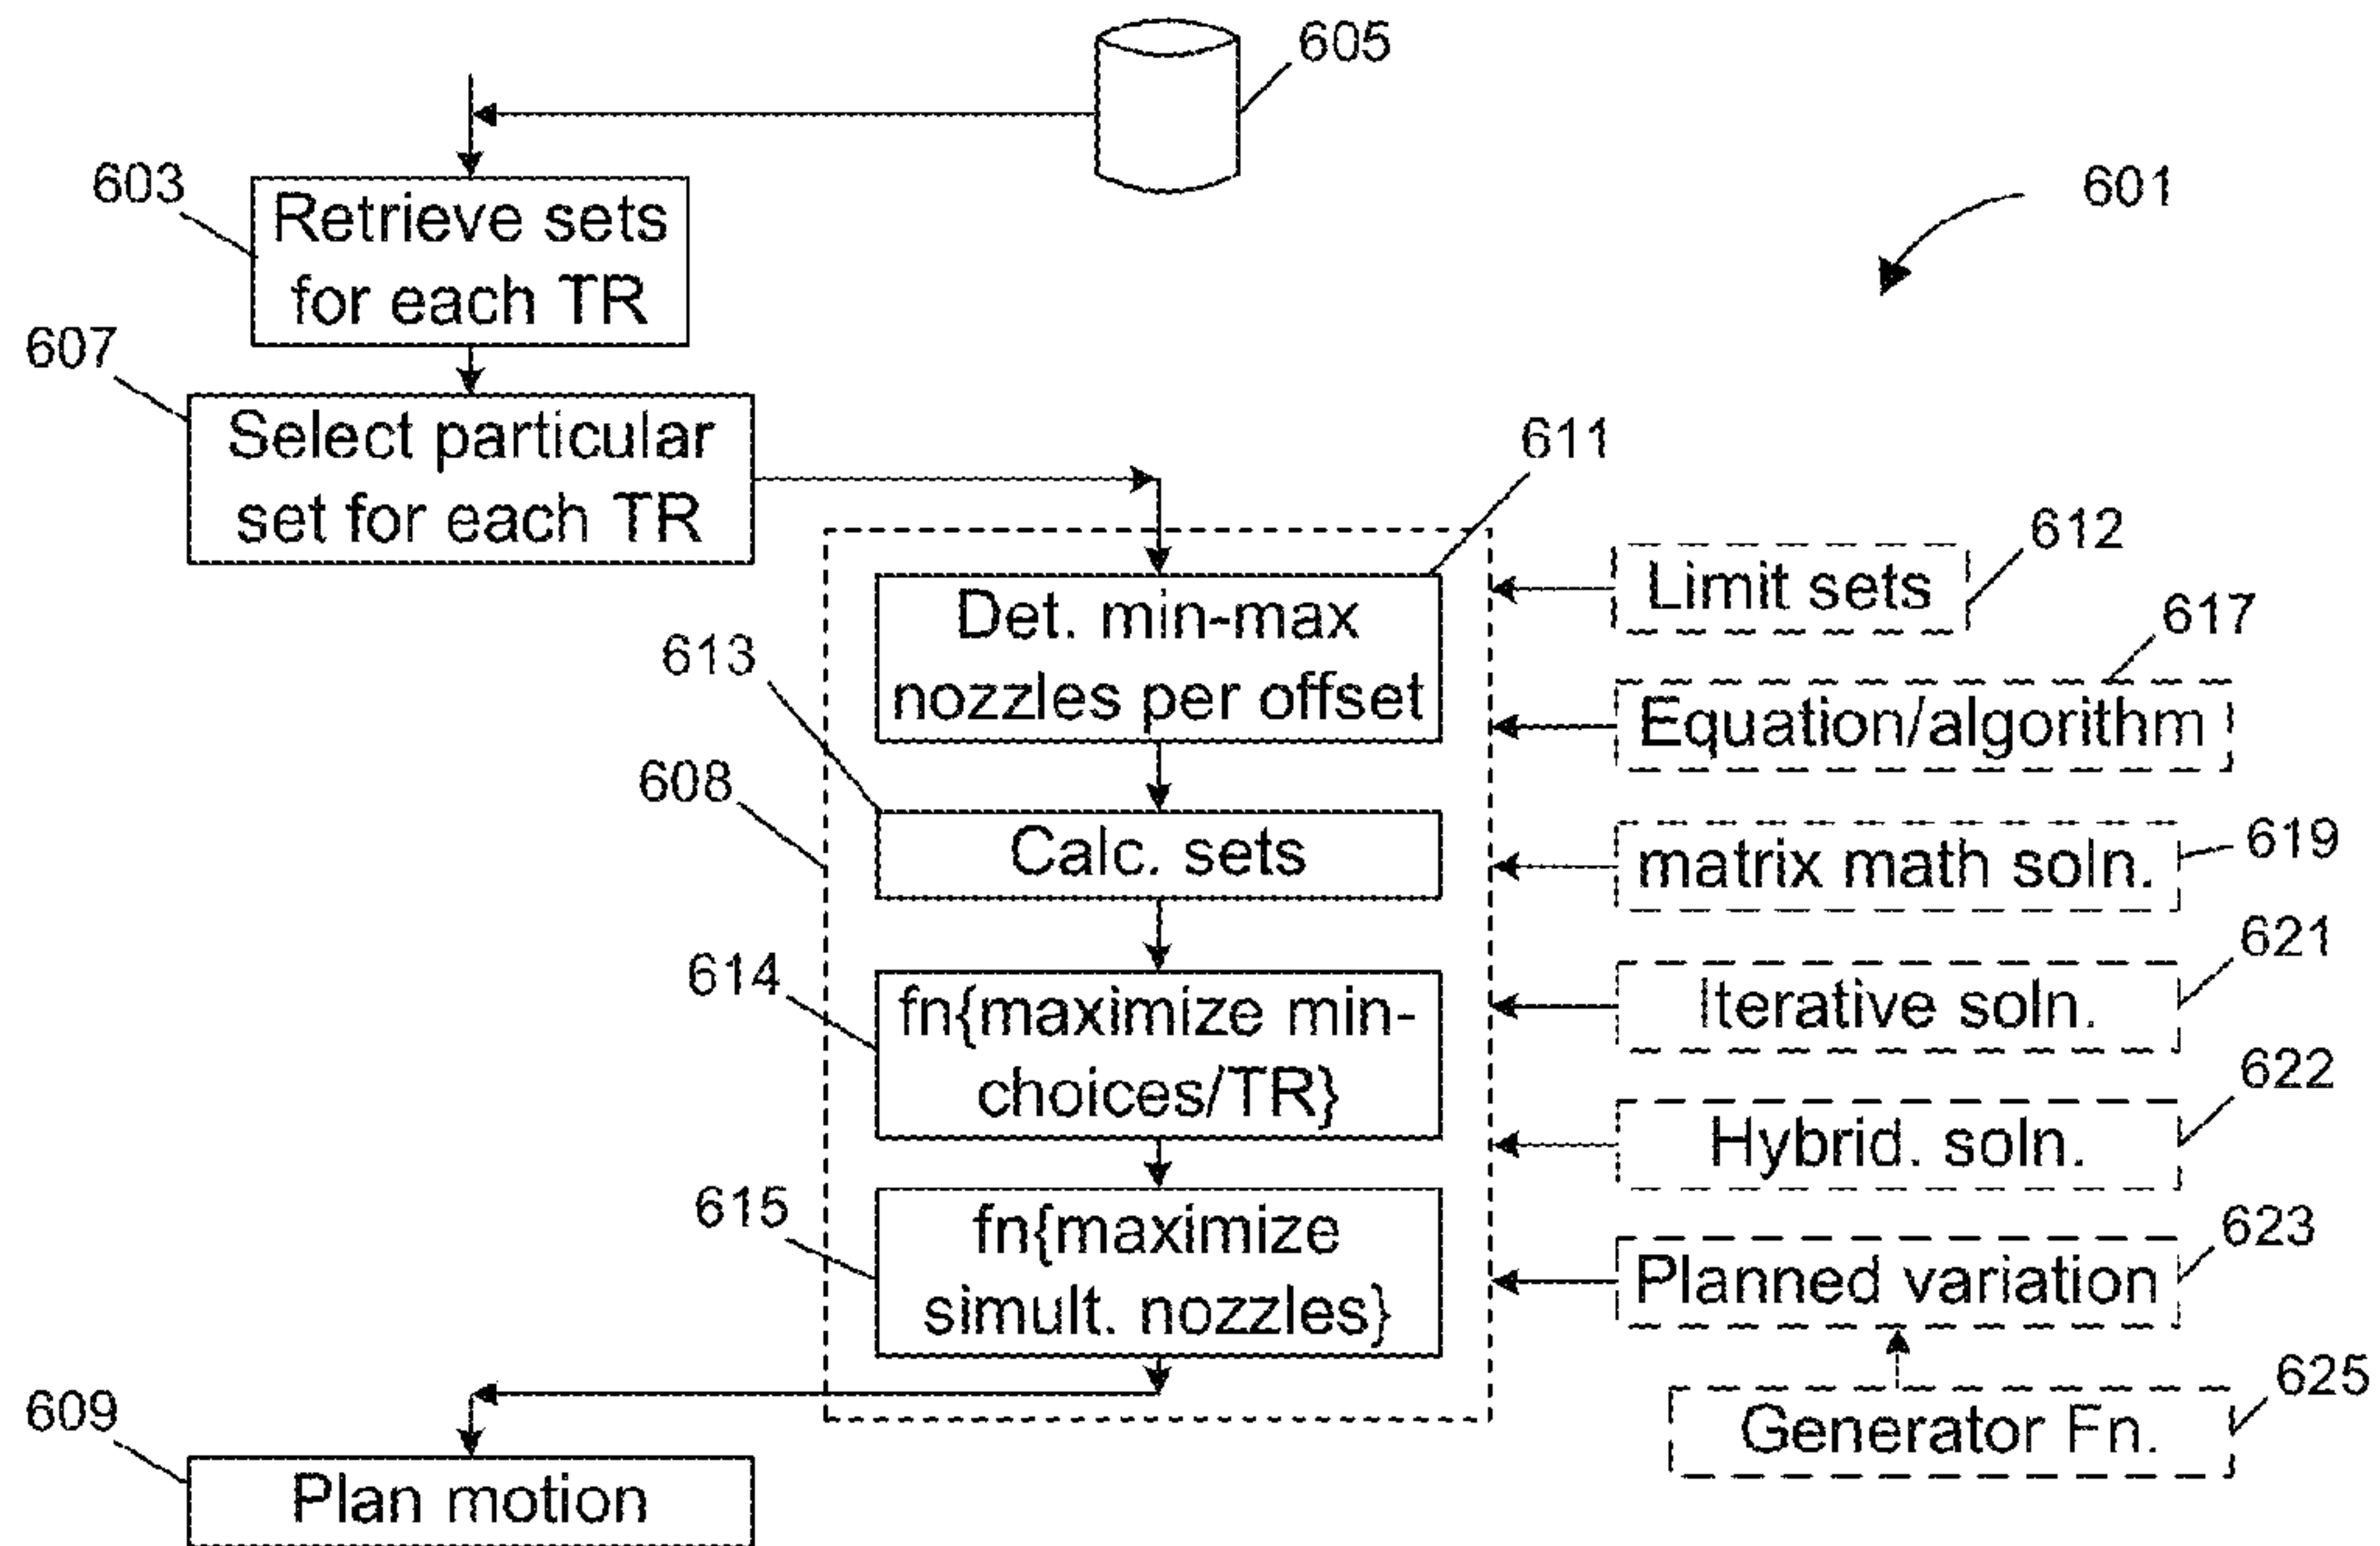 605
601
603
Retrieve sets
for each TR
607
Select particular
set for each TR
611
Det. min-max
nozzles per offset
612
Limit sets
617
Equation/algorithm
613
608
Calc. sets
619
matrix math soln.
614
fn{maximize min-
choices/TR}
621
Iterative soln.
622
Hybrid. soln.
615
fn{maximize
simult. nozzles}
623
Planned variation
625
Generator Fn.
609
Plan motion